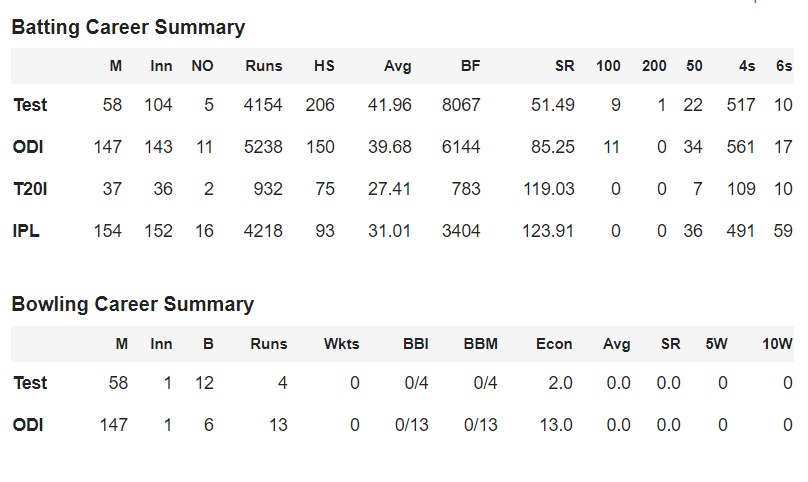 Batting Career Summary
M Inn NO Runs HS Avg BF SR 100 200 50 4s 6s
Test 58 104 5 4154 206 41.96 8067 51.49 9 1 22 517 10
ODI 147 143 11 5238 150 39.68 6144 85.25 11 0 34 561 17
T20I 37 36 2 932 75 27.41 783 119.03 0 0 7 109 10
IPL 154 152 16 4218 93 31.01 3404 123.91 0 0 36 491 59
Bowling Career Summary
M Inn B Runs Wkts BBI BBM Econ Avg SR 5W 10W
Test 58 1 12 4 0 0/4 0/4 2.0 0.0 0.0 0 0
ODI 147 1 6 13 0 0/13 0/13 13.0 0.0 0.0 0 0